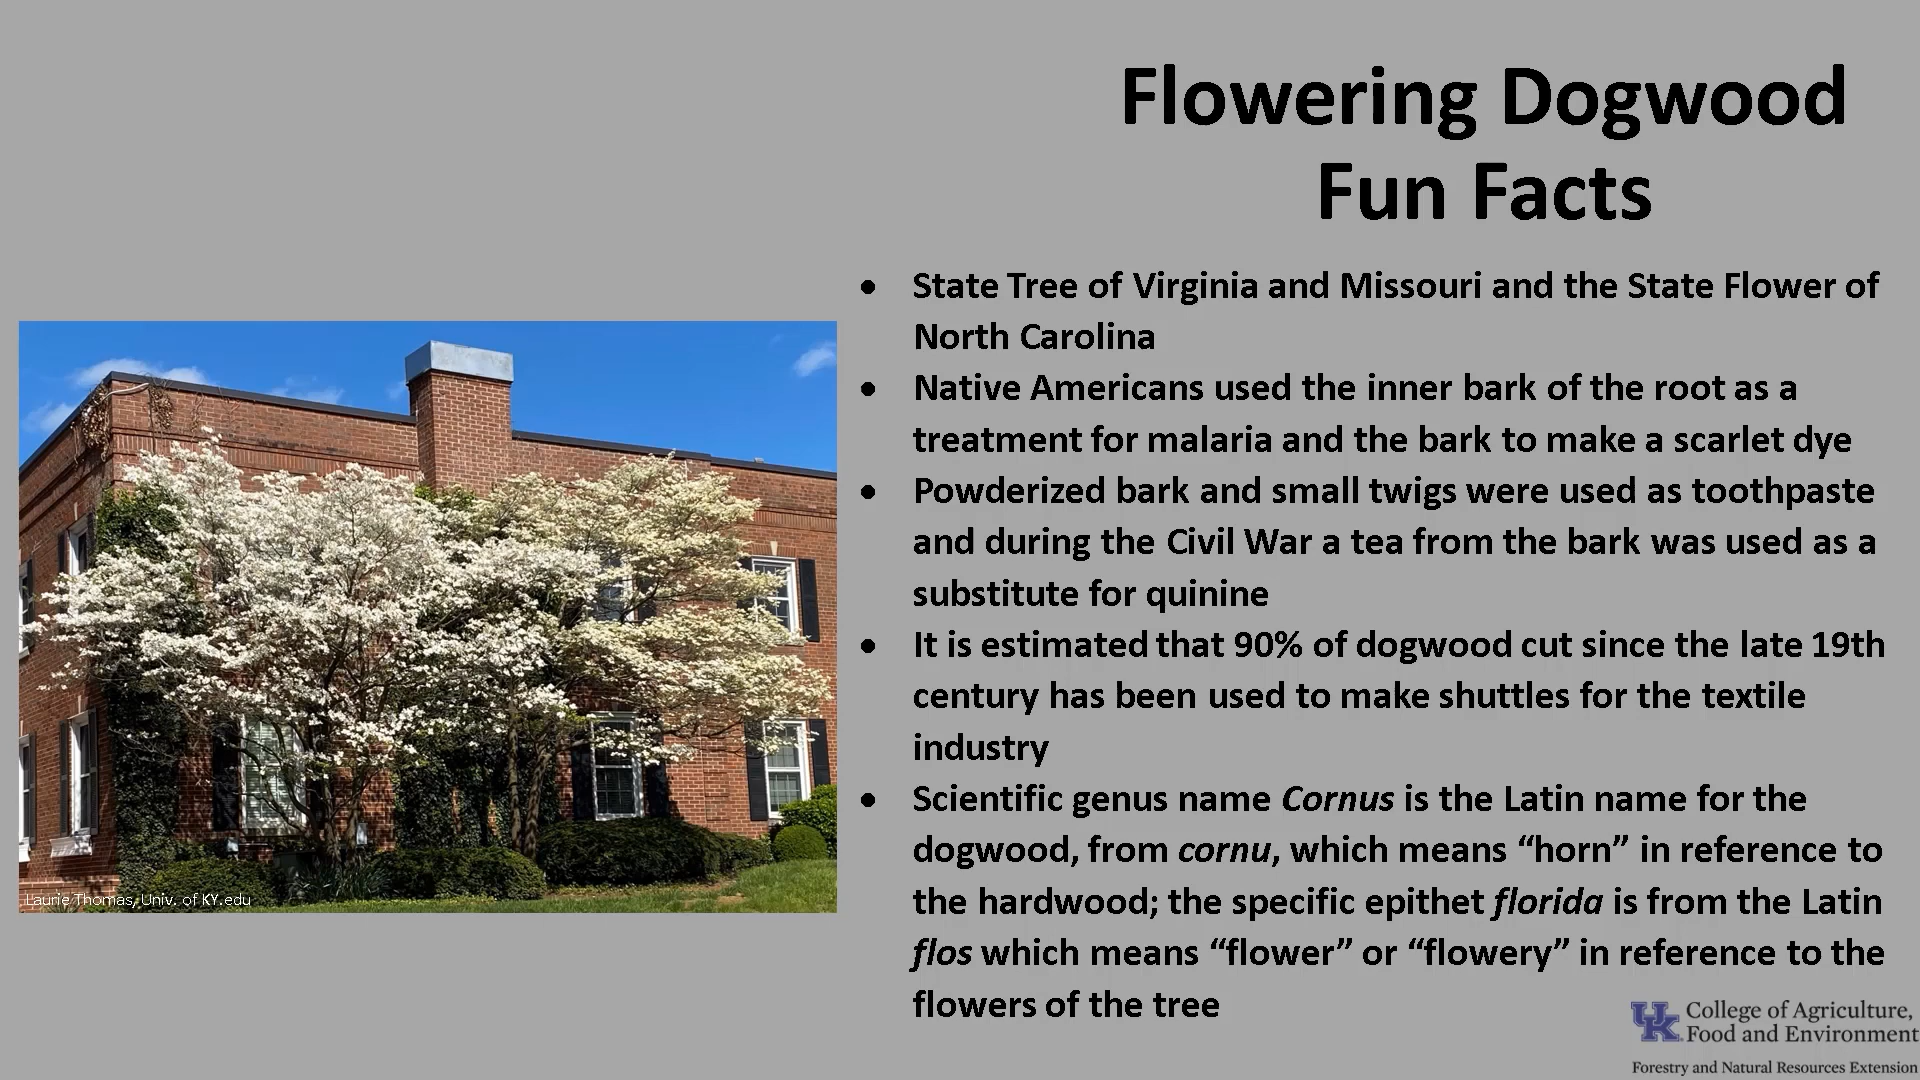 Flowering Dogwood
Fun Facts
• State Tree of Virginia and Missouri and the State Flower of
North Carolina
• Native Americans used the inner bark of the root as a
treatment for malaria and the bark to make a scarlet dye
• Powderized bark and small twigs were used as toothpaste
and during the Civil War a tea from the bark was used as a
substitute for quinine
• It is estimated that 90% of dogwood cut since the late 19th
century has been used to make shuttles for the textile
industry
• Scientific genus name Cornus is the Latin name for the
dogwood, from cornu, which means “horn” in reference to
the hardwood; the specific epithet florida is from the Latin
flos which means “flower” or “flowery” in reference to the
flowers of the tree
Laurie Thomas, Univ. of KY.edu
UK College of Agriculture,
Food and Environment
Forestry and Natural Resources Extension